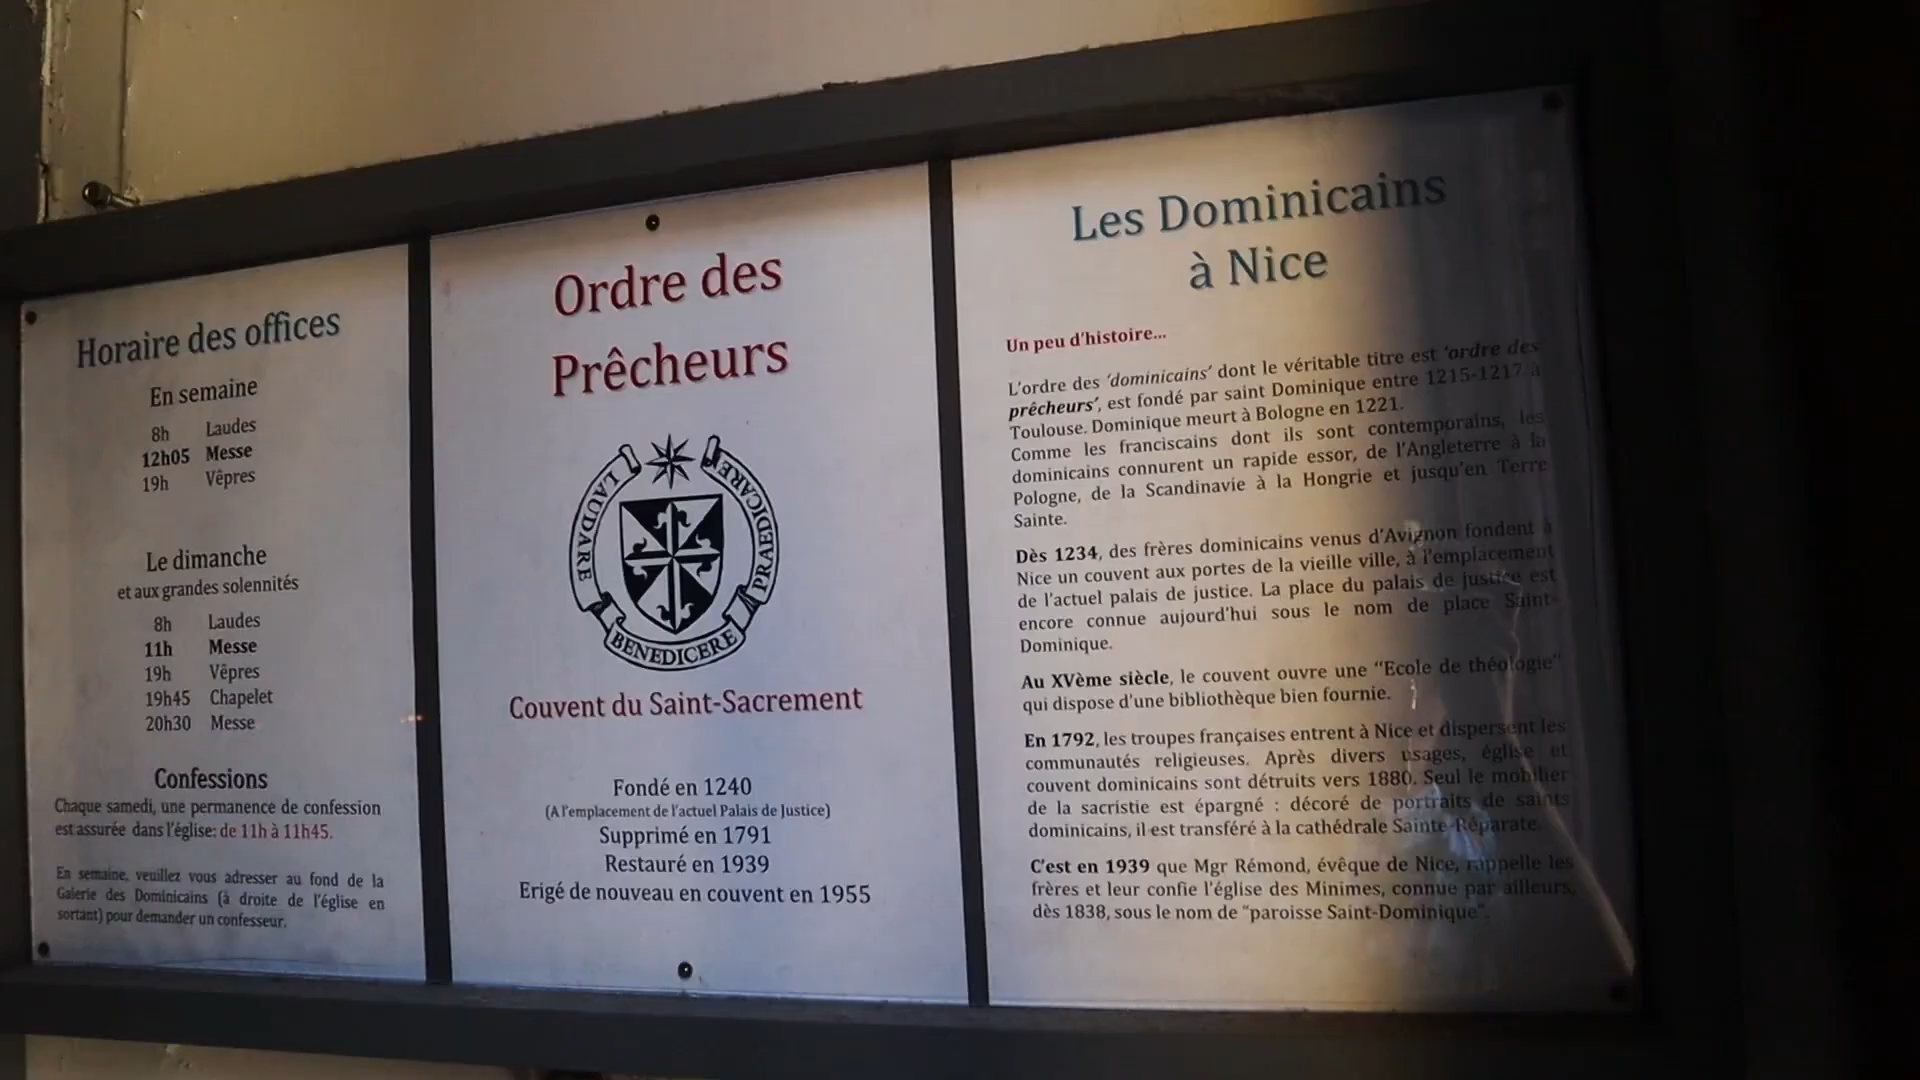 Horaire des offices
En semaine
8h Laudes
12h05 Messe
19h Vêpres
Le dimanche
et aux grandes solennités
8h Laudes
11h Messe
19h Vêpres
19h45 Chapelet
20h30 Messe
Confessions
Chaque samedi, une permanence de confession
est assurée dans l'église: de 11h à 11h45.
En semaine, veuillez vous adresser au fond de la
Galerie des Dominicains (à droite de l'église en
sortant) pour demander un confesseur.
Ordre des
Prêcheurs
LAUDARE
BENEDICERE
PRAEDICARE
Couvent du Saint-Sacrement
Fondé en 1240
(A l'emplacement de l'actuel Palais de Justice)
Supprimé en 1791
Restauré en 1939
Erigé de nouveau en couvent en 1955
Les Dominicains
à Nice
Un peu d'histoire...
L'ordre des 'dominicains' dont le véritable titre est 'ordre des
prêcheurs', est fondé par saint Dominique entre 1215-1217 à
Toulouse. Dominique meurt à Bologne en 1221.
Comme les franciscains dont ils sont contemporains, les
dominicains connurent un rapide essor, de l'Angleterre à la
Pologne, de la Scandinavie à la Hongrie et jusqu'en Terre
Sainte.
Dès 1234, des frères dominicains venus d'Avignon fondent à
Nice un couvent aux portes de la vieille ville, à l'emplacement
de l'actuel palais de justice. La place du palais de justice est
encore connue aujourd'hui sous le nom de place Saint-
Dominique.
Au XVème siècle, le couvent ouvre une "Ecole de théologie"
qui dispose d'une bibliothèque bien fournie.
En 1792, les troupes françaises entrent à Nice et dispersent les
communautés religieuses. Après divers usages, église et
couvent dominicains sont détruits vers 1880. Seul le mobilier
de la sacristie est épargné : décoré de portraits de saints
dominicains, il est transféré à la cathédrale Sainte-Réparate.
C'est en 1939 que Mgr Rémond, évêque de Nice, rappelle les
frères et leur confie l'église des Minimes, connue par ailleurs,
dès 1838, sous le nom de "paroisse Saint-Dominique".